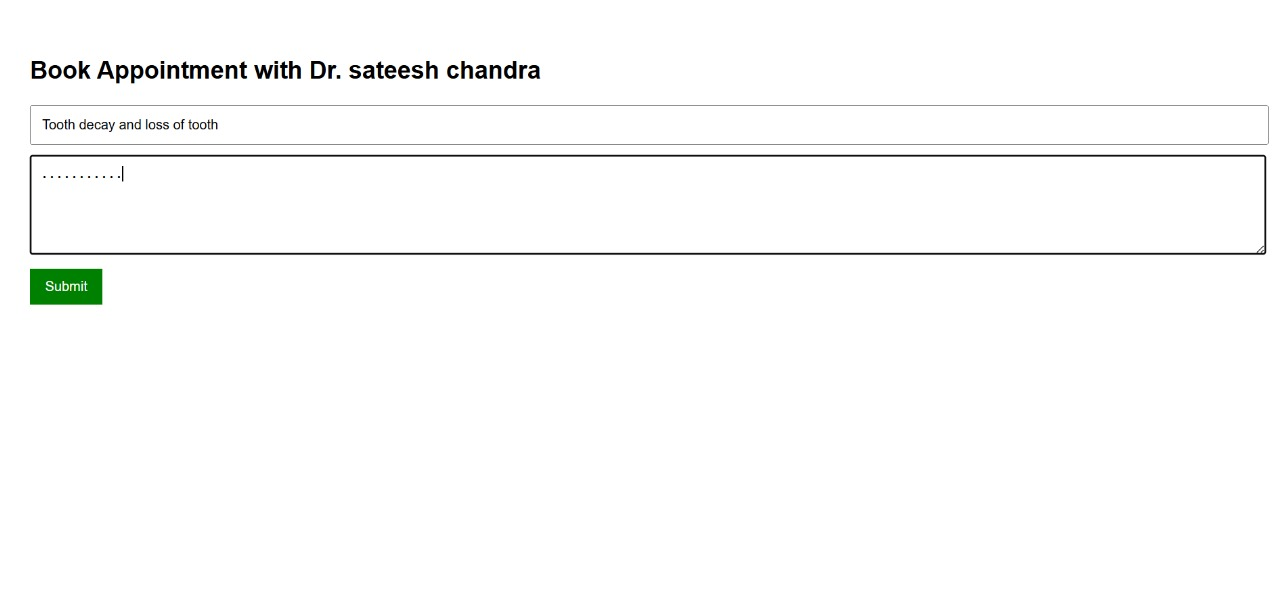 Book Appointment with Dr. sateesh chandra
Tooth decay and loss of tooth
. . . . . . . . . . .
Submit